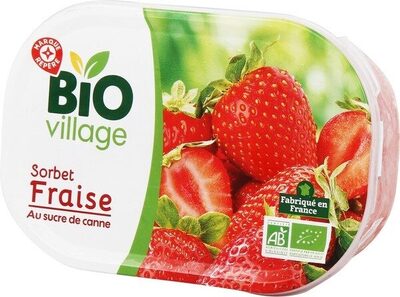 MARQUE
REPÈRE
BiO
village
Sorbet
Fraise
Au sucre de canne
Fabriqué en
France
AB